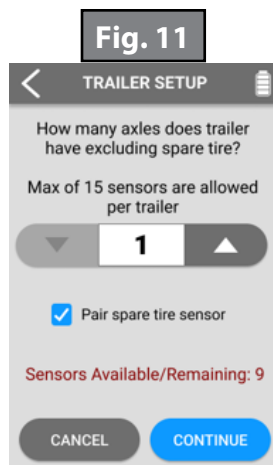 Fig. 11
TRAILER SETUP
How many axles does trailer
have excluding spare tire?
Max of 15 sensors are allowed
per trailer
1
Pair spare tire sensor
Sensors Available/Remaining: 9
CANCEL
CONTINUE